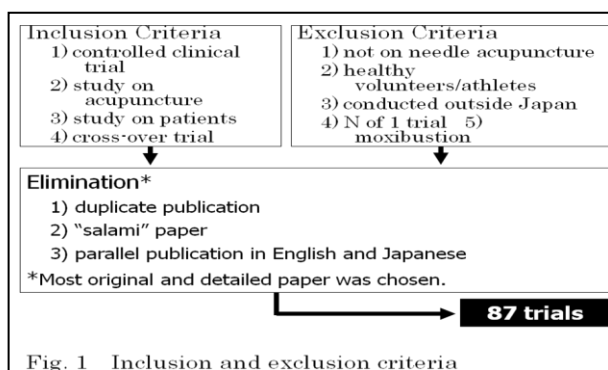 Inclusion Criteria
1) controlled clinical
trial
2) study on
acupuncture
3) study on patients
4) cross-over trial
Exclusion Criteria
1) not on needle acupuncture
2) healthy
volunteers/athletes
3) conducted outside Japan
4) N of 1 trial 5)
moxibustion
Elimination*
1) duplicate publication
2) "salami" paper
3) parallel publication in English and Japanese
*Most original and detailed paper was chosen.
87 trials
Fig. 1 Inclusion and exclusion criteria